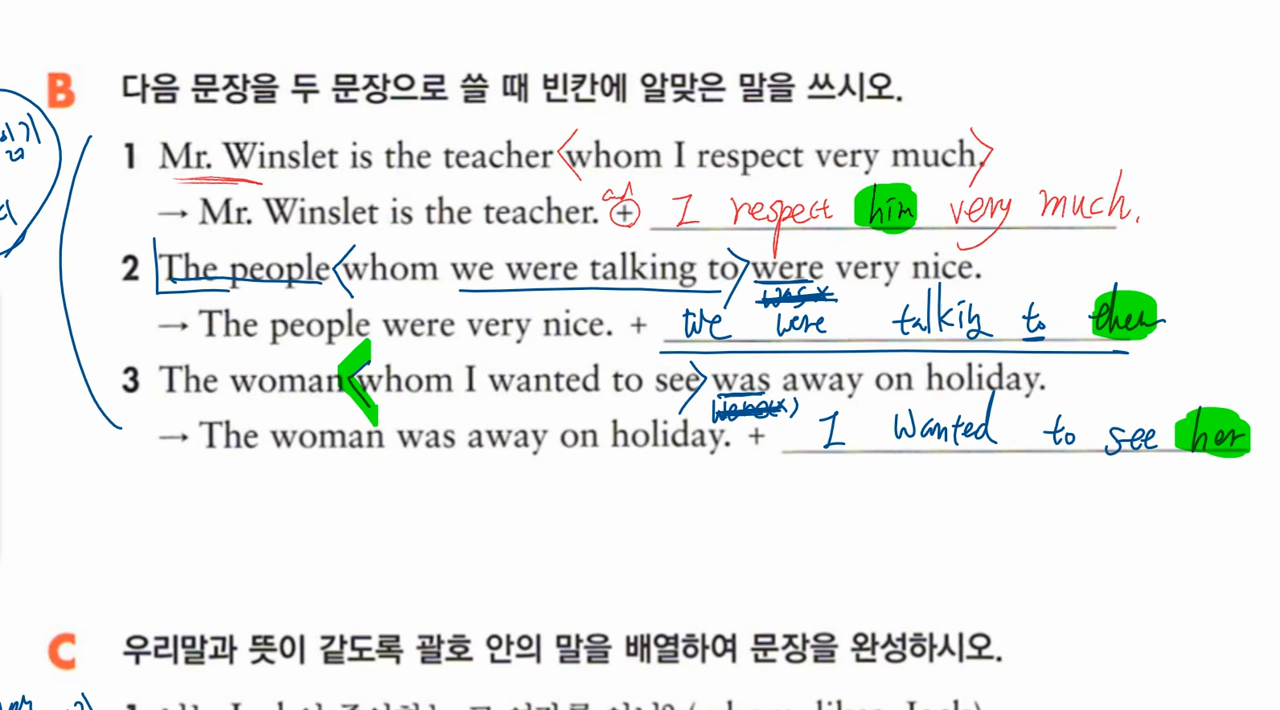 B 다음 문장을 두 문장으로 쓸 때 빈칸에 알맞은 말을 쓰시오.
1 Mr. Winslet is the teacher <whom I respect very much.>
→ Mr. Winslet is the teacher. + I respect him very much.
2 The people <whom we were talking to> were very nice.
was x
→ The people were very nice. + We were talkig to them
3 The woman <whom I wanted to see> was away on holiday.
were(x)
→ The woman was away on holiday. + I wanted to see her
C 우리말과 뜻이 같도록 괄호 안의 말을 배열하여 문장을 완성하시오.